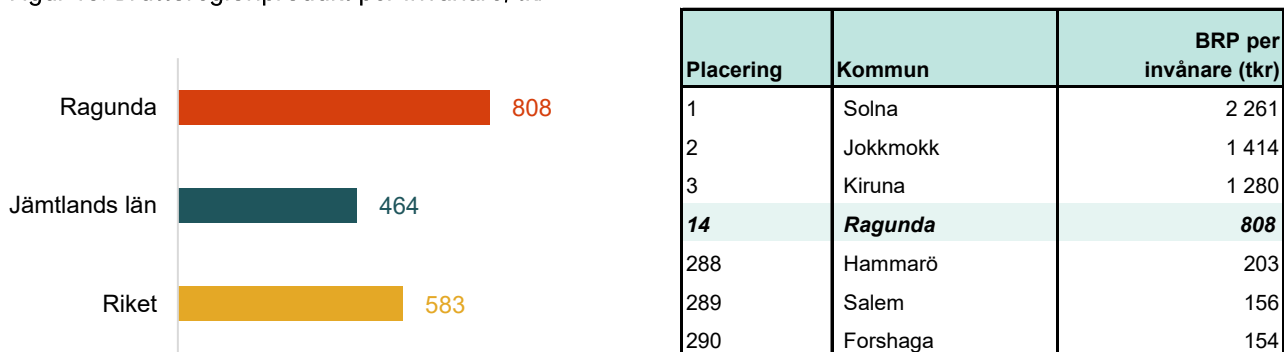 Ragunda 808
Jämtlands län 464
Riket 583
Placering Kommun BRP per invånare (tkr)
1 Solna 2 261
2 Jokkmokk 1 414
3 Kiruna 1 280
14 Ragunda 808
288 Hammarö 203
289 Salem 156
290 Forshaga 154